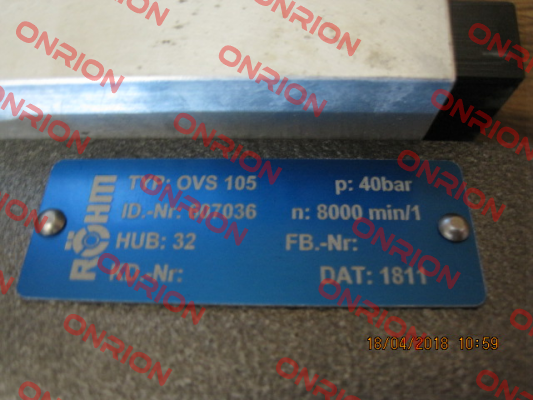 RÖHM
TYP: OVS 105 p: 40bar
ID.-Nr: 607036 n: 8000 min/1
HUB: 32 FB.-Nr:
KD.-Nr: DAT: 1811
18/04/2018 10:59
ONRION